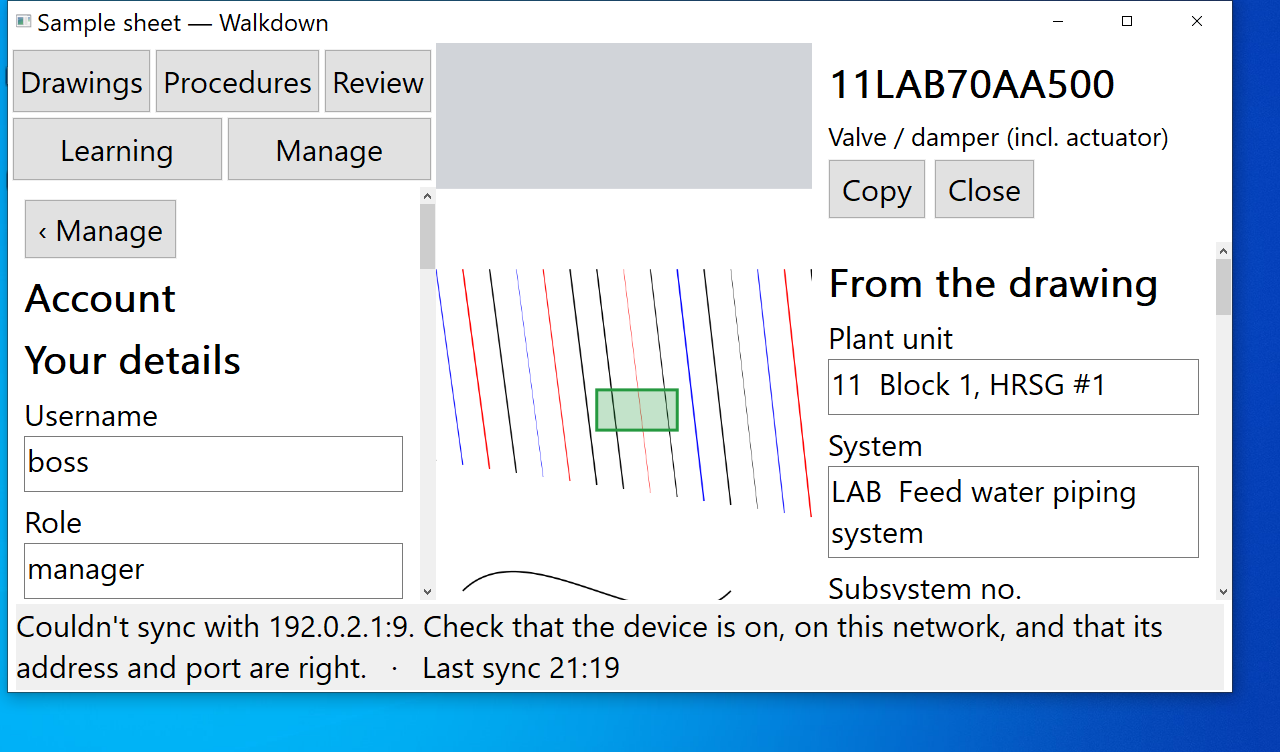 Sample sheet — Walkdown
Drawings
Procedures
Review
Learning
Manage
‹ Manage
Account
Your details
Username
boss
Role
manager
11LAB70AA500
Valve / damper (incl. actuator)
Copy
Close
From the drawing
Plant unit
11  Block 1, HRSG #1
System
LAB  Feed water piping
system
Subsystem no.
Couldn't sync with 192.0.2.1:9. Check that the device is on, on this network, and that its
address and port are right.   ·   Last sync 21:19